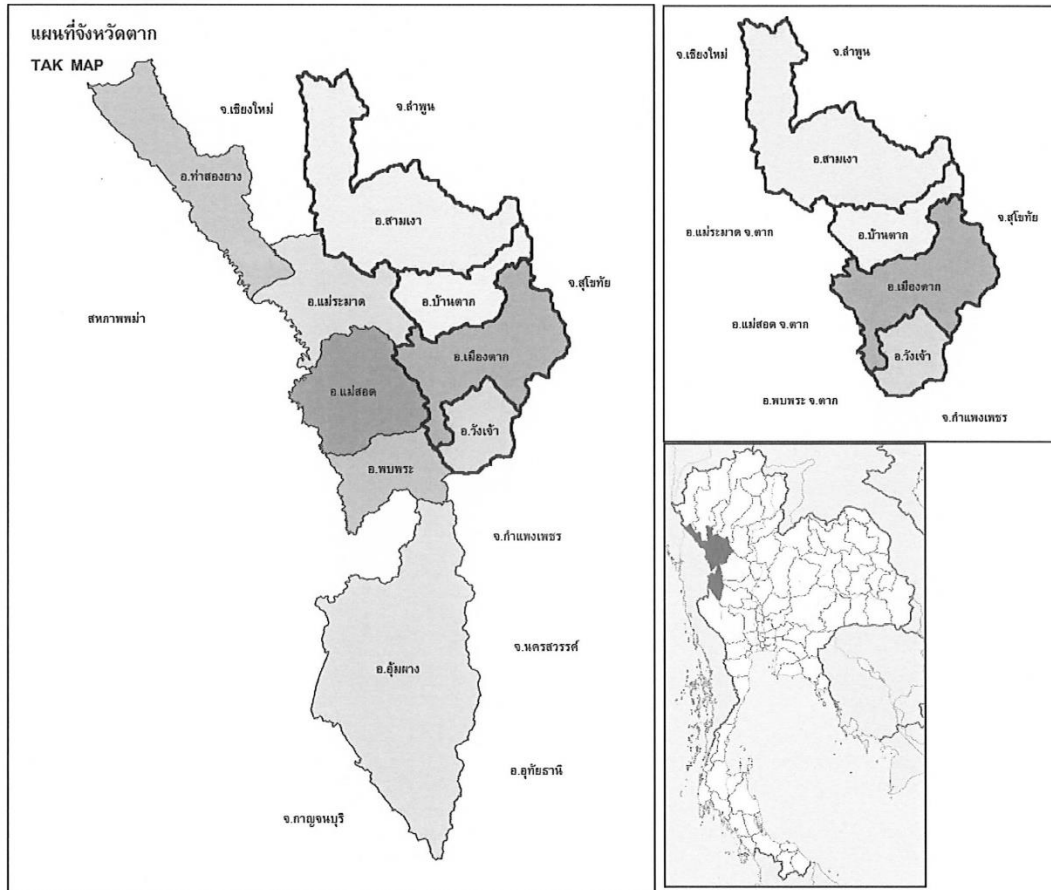 แผนที่จังหวัดตาก
TAK MAP
จ.เชียงใหม่
จ.ลำพูน
อ.ท่าสองยาง
อ.สามเงา
จ.สุโขทัย
อ.แม่ระมาด
อ.บ้านตาก
สหภาพพม่า
อ.เมืองตาก
อ.แม่สอด
อ.วังเจ้า
อ.พบพระ
จ.กำแพงเพชร
จ.นครสวรรค์
อ.อุ้มผาง
อ.อุทัยธานี
จ.กาญจนบุรี
จ.เชียงใหม่
จ.ลำพูน
อ.สามเงา
จ.สุโขทัย
อ.แม่ระมาด จ.ตาก
อ.บ้านตาก
อ.เมืองตาก
อ.แม่สอด จ.ตาก
อ.วังเจ้า
อ.พบพระ จ.ตาก
จ.กำแพงเพชร